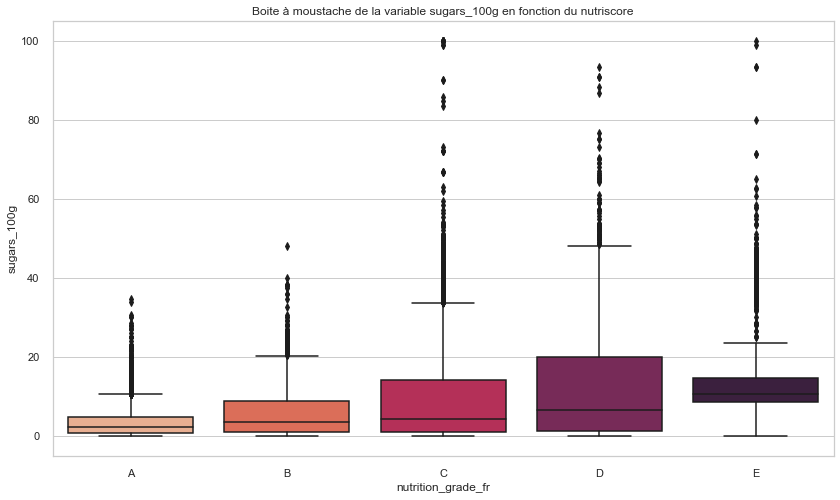 Boite à moustache de la variable sugars_100g en fonction du nutriscore
100
80
60
40
20
0
sugars_100g
A B C D E
nutrition_grade_fr